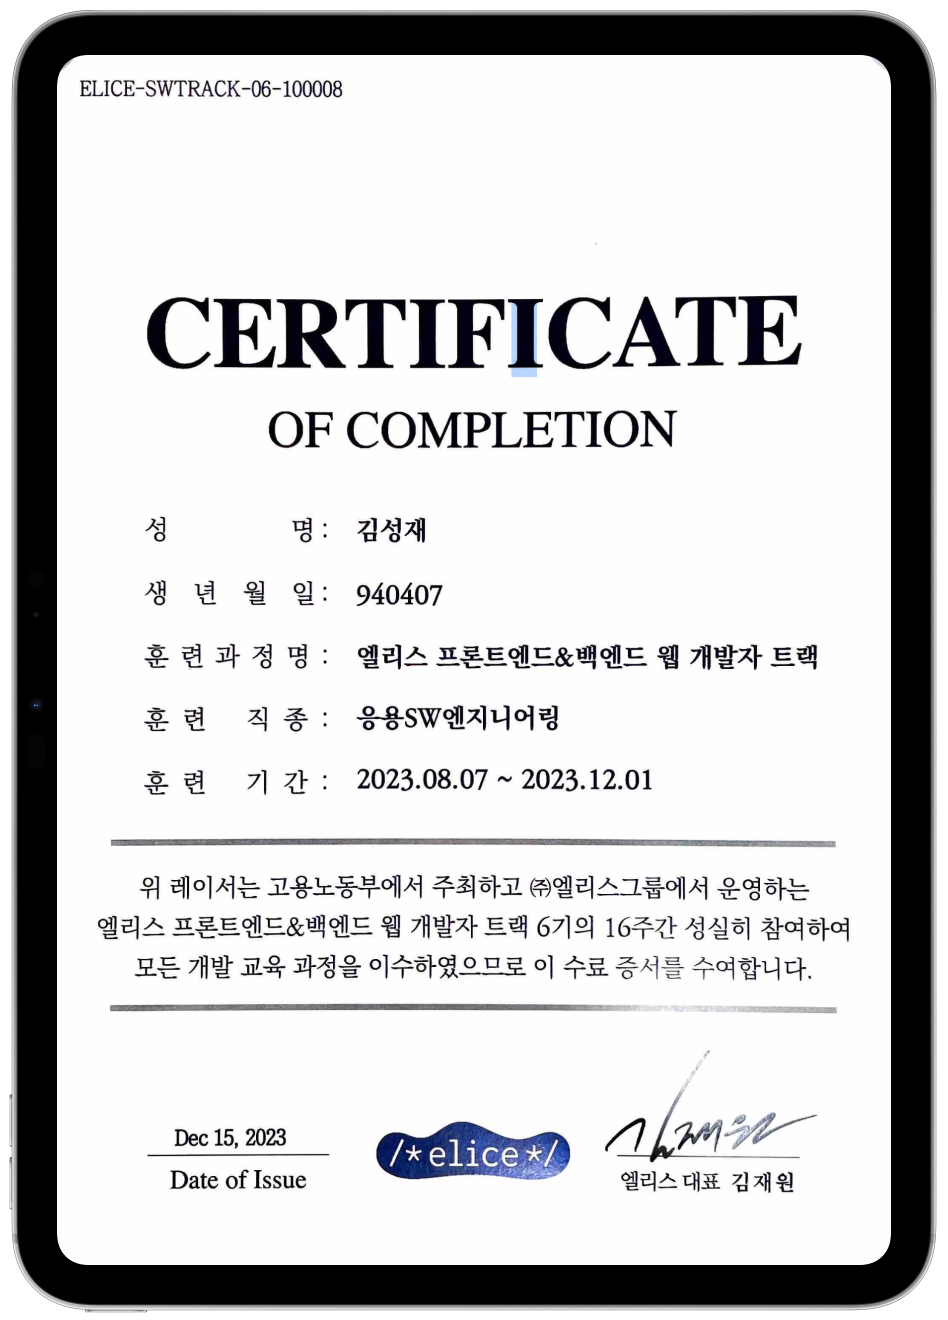 ELICE-SWTRACK-06-100008
CERTIFICATE
OF COMPLETION
성 명 : 김성재
생 년 월 일 : 940407
훈 련 과 정 명 : 엘리스 프론트엔드&백엔드 웹 개발자 트랙
훈 련 직 종 : 응용SW엔지니어링
훈 련 기 간 : 2023.08.07 ~ 2023.12.01
위 레이서는 고용노동부에서 주최하고 ㈜엘리스그룹에서 운영하는
엘리스 프론트엔드&백엔드 웹 개발자 트랙 6기의 16주간 성실히 참여하여
모든 개발 교육 과정을 이수하였으므로 이 수료 증서를 수여합니다.
Dec 15, 2023
Date of Issue
/*elice*/
김재원
엘리스 대표 김재원